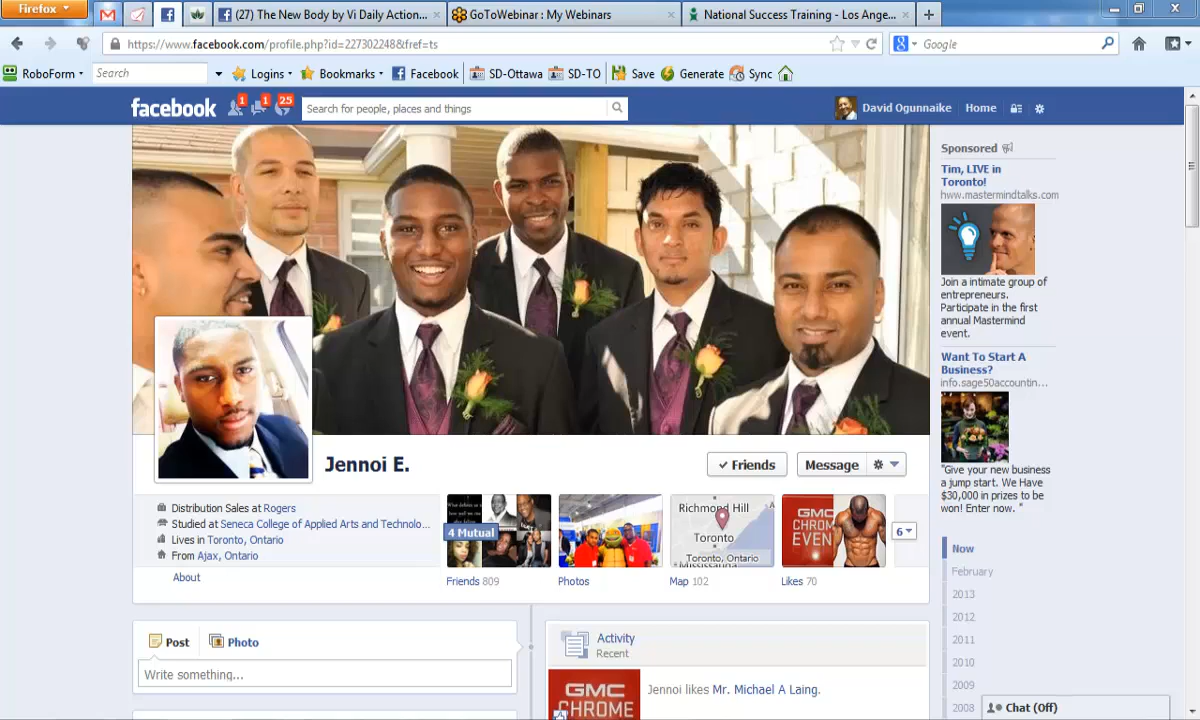 Firefox
(27) The New Body by Vi Daily Action...
GoToWebinar : My Webinars
National Success Training - Los Ange...
https://www.facebook.com/profile.php?id=227302248&fref=ts
Google
RoboForm
Search
Logins
Bookmarks
Facebook
SD-Ottawa
SD-TO
Save
Generate
Sync
facebook
1
1
25
Search for people, places and things
David Ogunnaike
Home
Jennoi E.
Friends
Message
Distribution Sales at Rogers
Studied at Seneca College of Applied Arts and Technolo...
Lives in Toronto, Ontario
From Ajax, Ontario
About
4 Mutual
Friends 809
Photos
Richmond Hill
Toronto
Toronto, Ontario
Map 102
GMC
CHROME
EVEN
Likes 70
6
Post
Photo
Write something...
Activity
Recent
GMC
CHROME
Jennoi likes Mr. Michael A Laing.
Sponsored
Tim, LIVE in
Toronto!
hww.mastermindtalks.com
Join a intimate group of
entrepreneurs.
Participate in the first
annual Mastermind
event.
Want To Start A
Business?
info.sage50accountin...
"Give your new business
a jump start. We Have
$30,000 in prizes to be
won! Enter now. "
Now
February
2013
2012
2011
2010
2009
2008
Chat (Off)